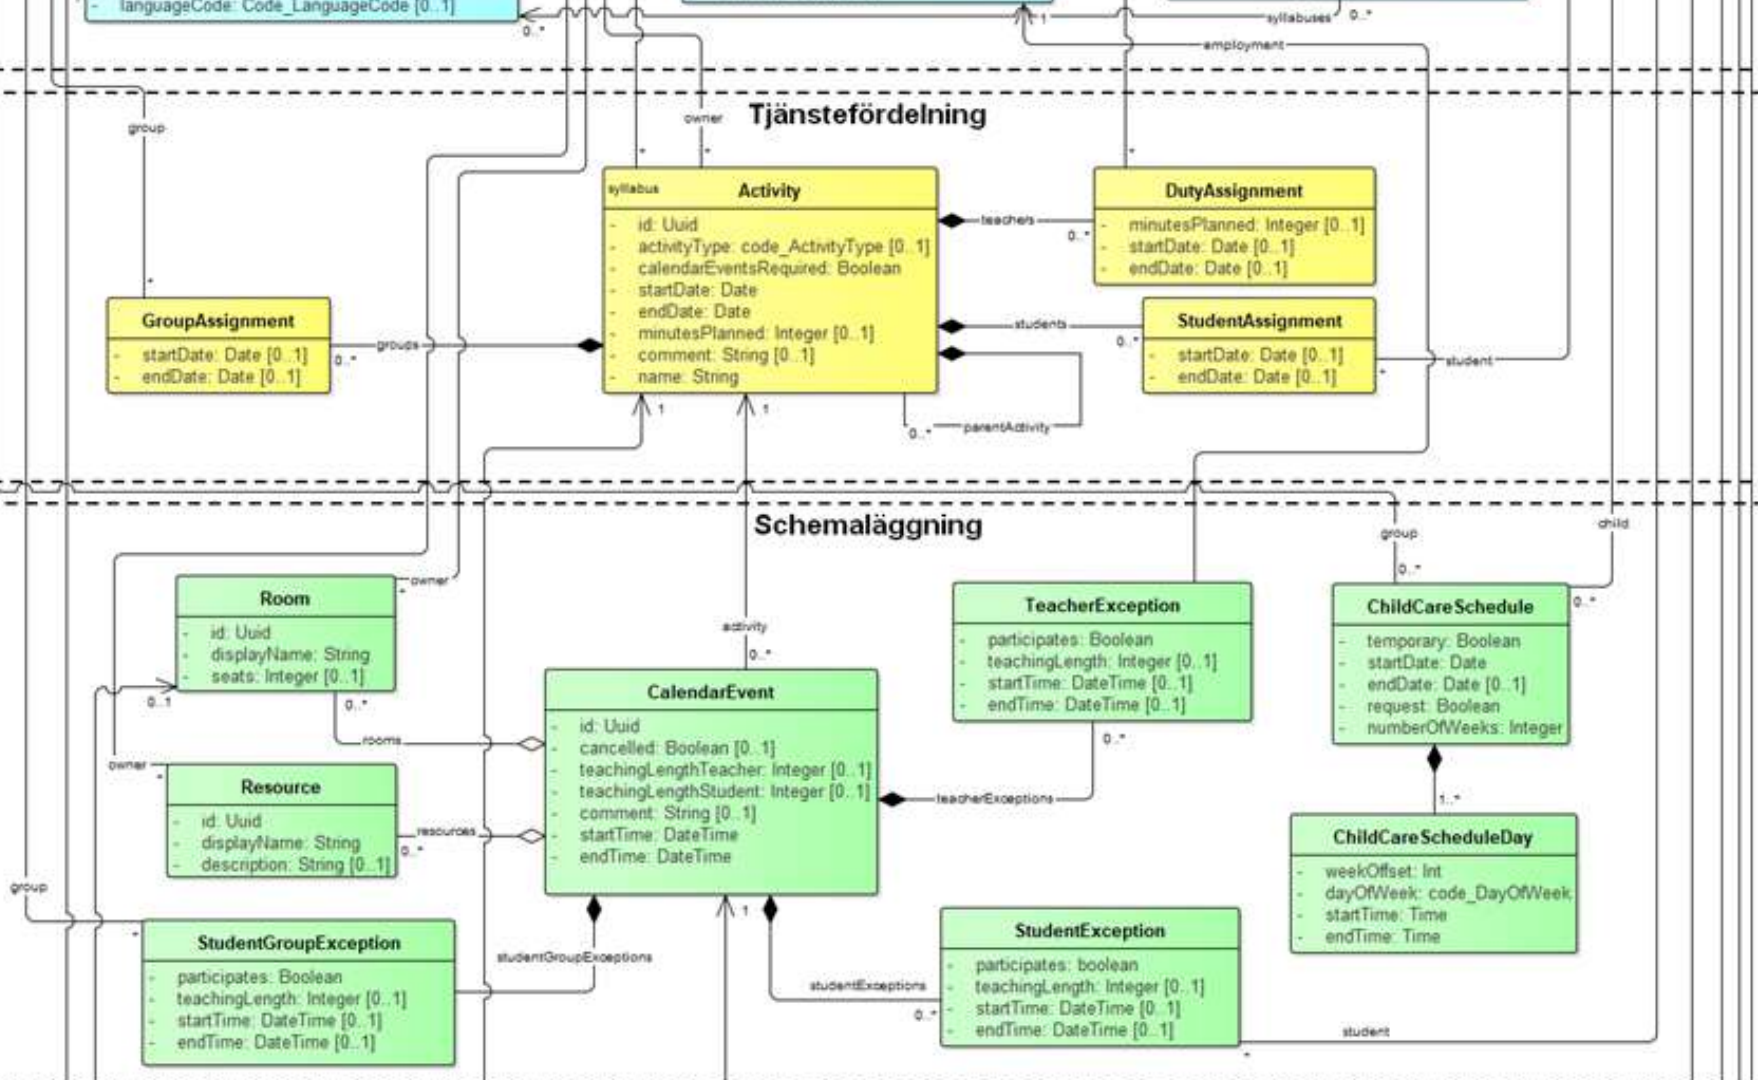 - languageCode: Code_LanguageCode [0..1]
0..*
1
syllabuses
0..*
employment
Tjänstefördelning
group
owner
*
*
*
*
syllabus
Activity
- id: Uuid
- activityType: code_ActivityType [0..1]
- calendarEventsRequired: Boolean
- startDate: Date
- endDate: Date
- minutesPlanned: Integer [0..1]
- comment: String [0..1]
- name: String
teachers
0..*
DutyAssignment
- minutesPlanned: Integer [0..1]
- startDate: Date [0..1]
- endDate: Date [0..1]
GroupAssignment
- startDate: Date [0..1]
- endDate: Date [0..1]
0..*
groups
students
0..*
StudentAssignment
- startDate: Date [0..1]
- endDate: Date [0..1]
*
student
1
1
0..*
parentActivity
Schemaläggning
group
0..*
child
0..*
owner
*
Room
- id: Uuid
- displayName: String
- seats: Integer [0..1]
0..1
0..*
rooms
activity
0..*
TeacherException
- participates: Boolean
- teachingLength: Integer [0..1]
- startTime: DateTime [0..1]
- endTime: DateTime [0..1]
0..*
teacherExceptions
ChildCareSchedule
- temporary: Boolean
- startDate: Date
- endDate: Date [0..1]
- request: Boolean
- numberOfWeeks: Integer
1..*
CalendarEvent
- id: Uuid
- cancelled: Boolean [0..1]
- teachingLengthTeacher: Integer [0..1]
- teachingLengthStudent: Integer [0..1]
- comment: String [0..1]
- startTime: DateTime
- endTime: DateTime
owner
*
Resource
- id: Uuid
- displayName: String
- description: String [0..1]
resources
0..*
ChildCareScheduleDay
- weekOffset: Int
- dayOfWeek: code_DayOfWeek
- startTime: Time
- endTime: Time
group
*
StudentGroupException
- participates: Boolean
- teachingLength: Integer [0..1]
- startTime: DateTime [0..1]
- endTime: DateTime [0..1]
studentGroupExceptions
1
studentExceptions
0..*
StudentException
- participates: boolean
- teachingLength: Integer [0..1]
- startTime: DateTime [0..1]
- endTime: DateTime [0..1]
student
*